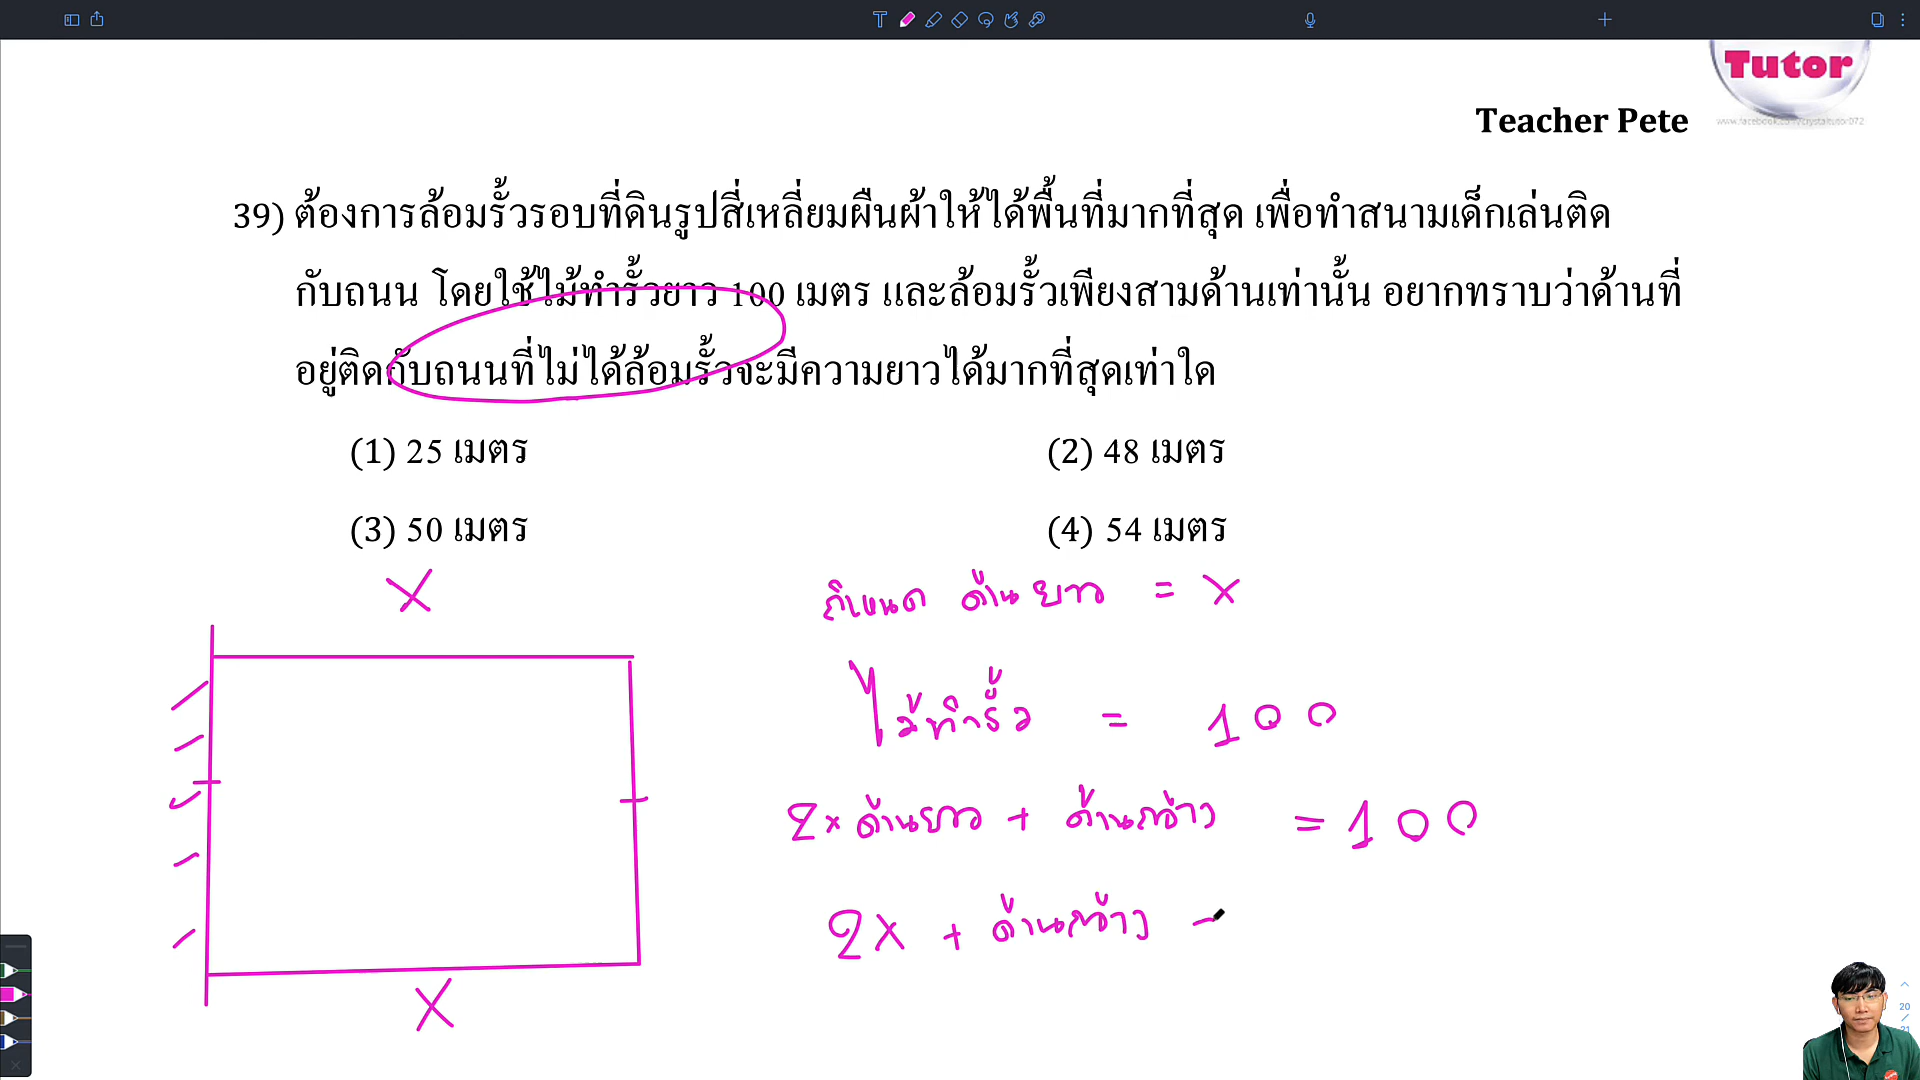 Tutor
www.facebook.com/crystaltutor072
Teacher Pete
39) ต้องการล้อมรั้วรอบที่ดินรูปสี่เหลี่ยมผืนผ้าให้ได้พื้นที่มากที่สุด เพื่อทำสนามเด็กเล่นติด
กับถนน โดยใช้ไม้ทำรั้วยาว 100 เมตร และล้อมรั้วเพียงสามด้านเท่านั้น อยากทราบว่าด้านที่
อยู่ติดกับถนนที่ไม่ได้ล้อมรั้วจะมีความยาวได้มากที่สุดเท่าใด
(1) 25 เมตร
(2) 48 เมตร
(3) 50 เมตร
(4) 54 เมตร
X
กำหนด ด้านยาว = X
ไม้ทำรั้ว = 100
2× ด้านยาว + ด้านกว้าง = 100
2X + ด้านกว้าง
X
20
/
21